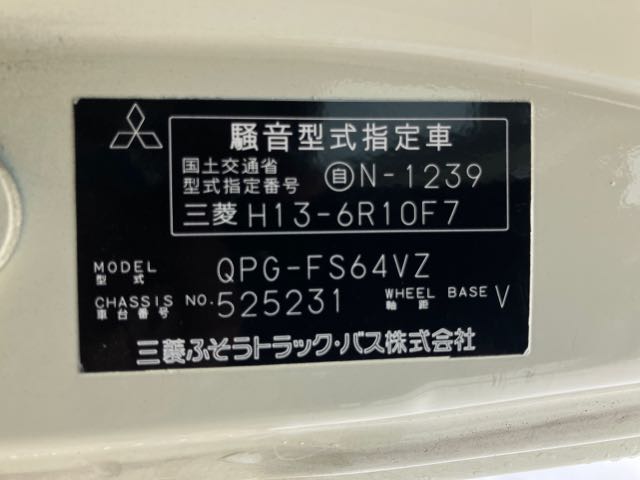 騒音型式指定車
国土交通省
型式指定番号 自N-1239
三菱 H13-6R10F7
MODEL 型式 QPG-FS64VZ
CHASSIS NO. 車台番号 525231 WHEEL BASE 軸距 V
三菱ふそうトラック・バス株式会社